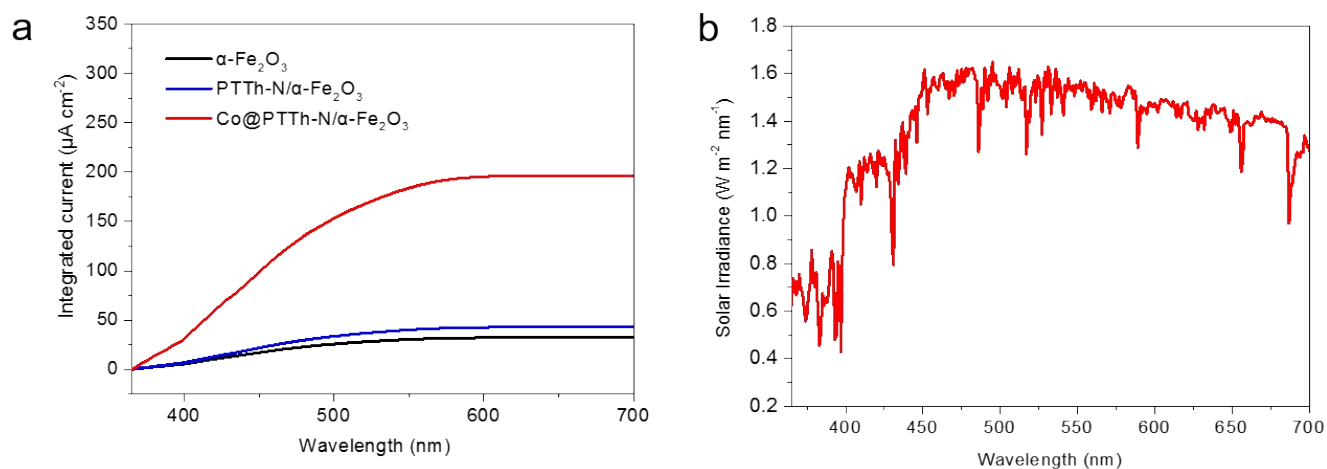 a
350
300
250
200
150
100
50
0
Integrated current (µA cm⁻²)
α-Fe₂O₃
PTTh-N/α-Fe₂O₃
Co@PTTh-N/α-Fe₂O₃
400 500 600 700
Wavelength (nm)
b
1.8
1.6
1.4
1.2
1.0
0.8
0.6
0.4
0.2
Solar Irradiance (W m⁻² nm⁻¹)
400 450 500 550 600 650 700
Wavelength (nm)